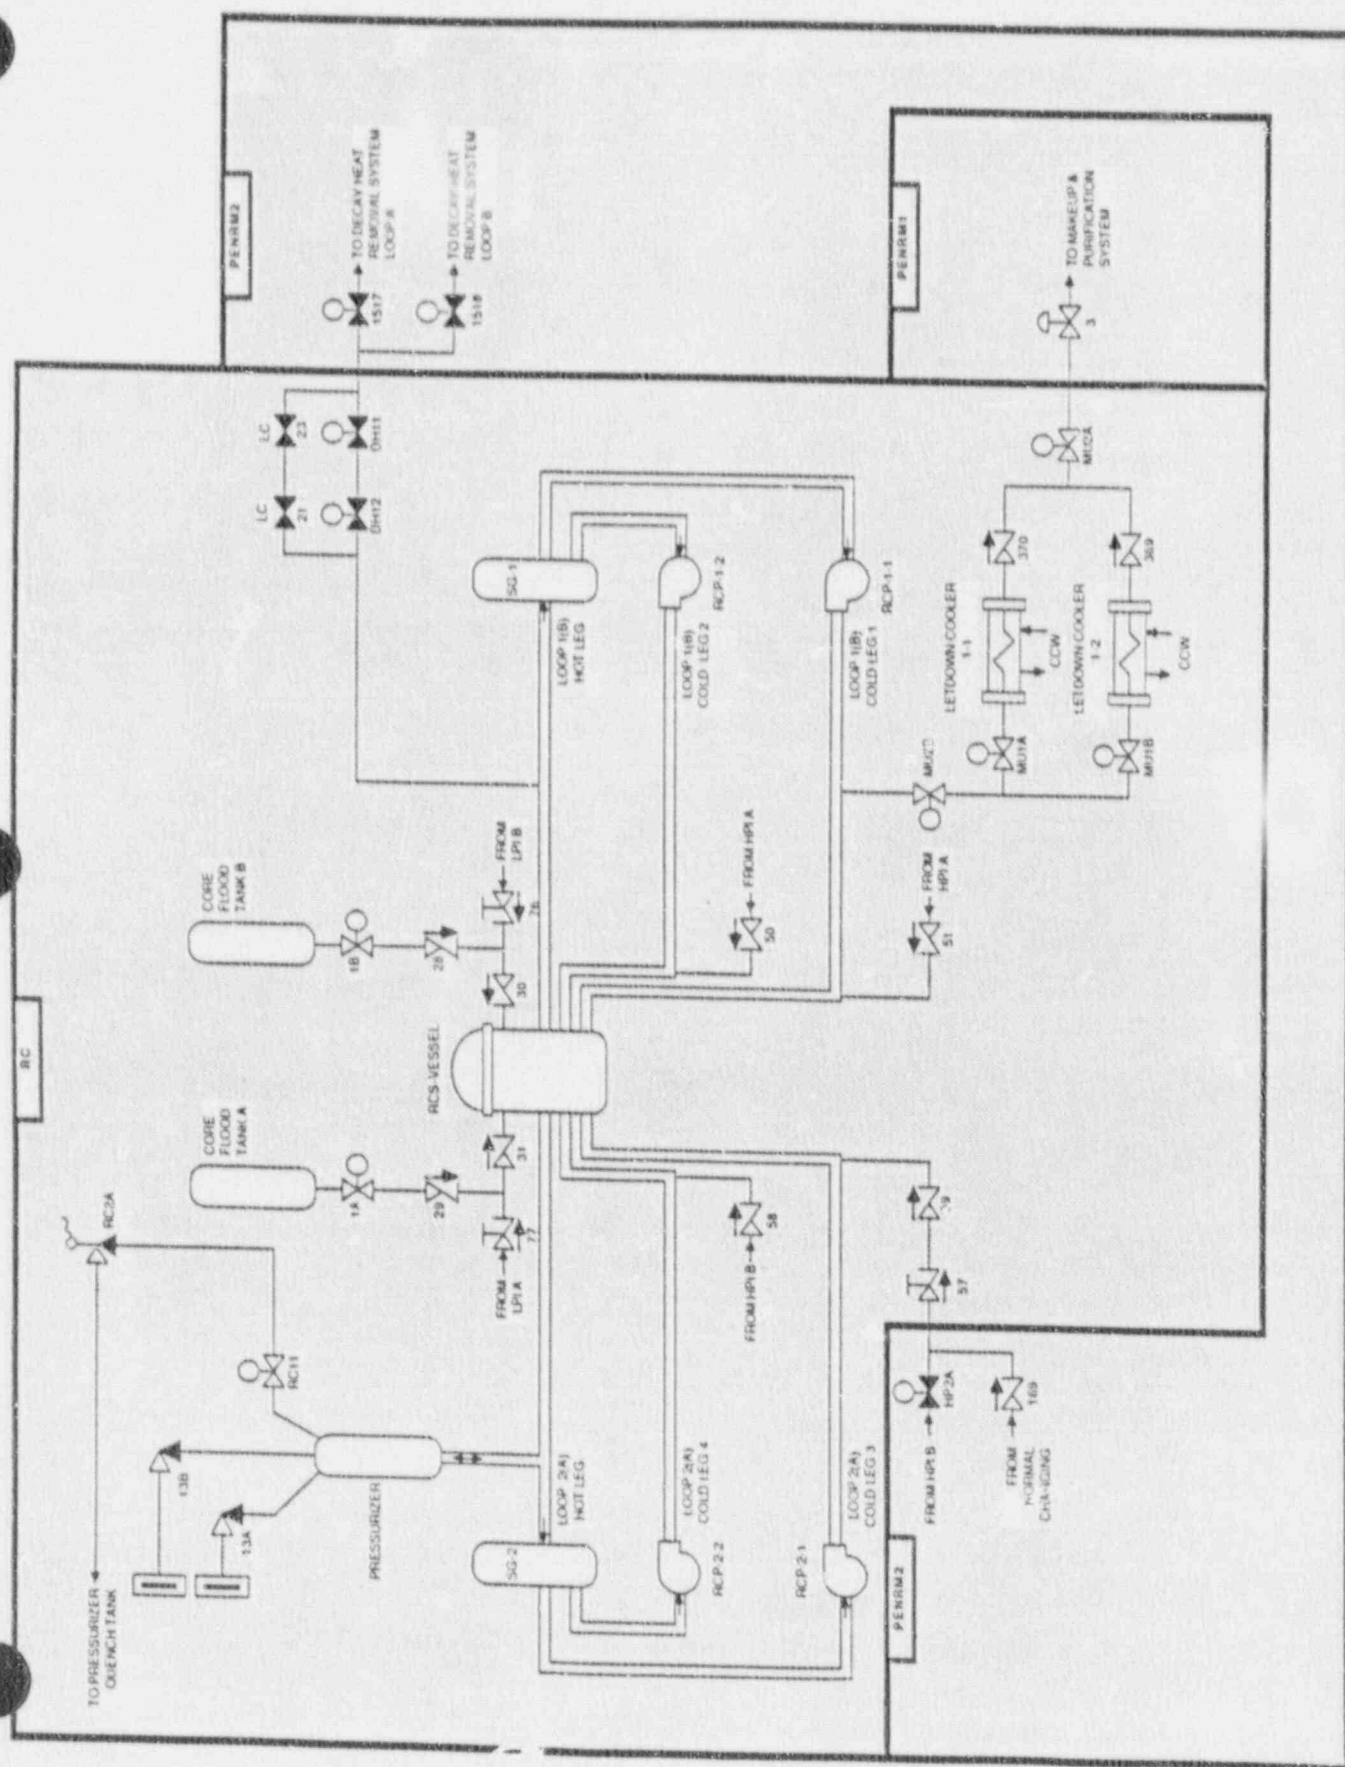 RC
TO PRESSURIZER
QUENCH TANK
RC2A
13B
13A
RC11
PRESSURIZER
CORE
FLOOD
TANK A
1A
29
FROM
LPI A
77
31
RCS-VESSEL
CORE
FLOOD
TANK B
1B
28
30
FROM
LPI B
76
LC
21
LC
23
DH12
DH11
PENRM2
1517
TO DECAY HEAT
REMOVAL SYSTEM
LOOP A
1518
TO DECAY HEAT
REMOVAL SYSTEM
LOOP B
SG-2
LOOP 2(A)
HOT LEG
SG-1
LOOP 1(B)
HOT LEG
RCP-2-2
LOOP 2(A)
COLD LEG 4
FROM HPI B
58
50
FROM HPI A
LOOP 1(B)
COLD LEG 2
RCP-1-2
RCP-2-1
LOOP 2(A)
COLD LEG 3
LOOP 1(B)
COLD LEG 1
RCP-1-1
PENRM2
FROM HPI B
HP2A
57
51
FROM
HPI A
FROM
NORMAL
CHARGING
169
MU2B
MU1A
LETDOWN COOLER
1-1
CCW
370
MU1B
LETDOWN COOLER
1-2
CCW
369
MU2A
PENRM1
3
TO MAKEUP &
PURIFICATION
SYSTEM